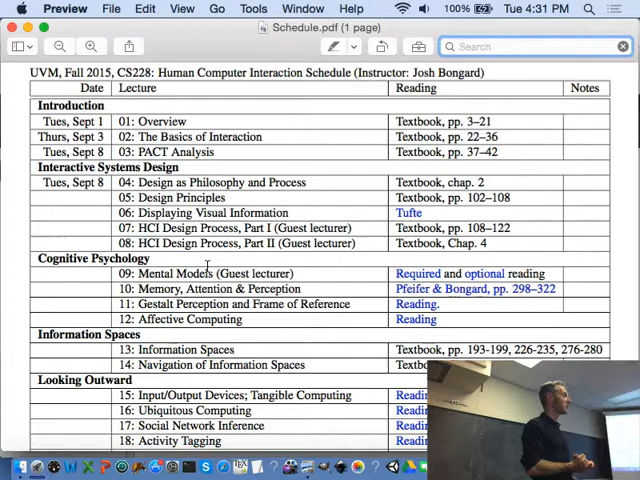 Preview File Edit View Go Tools Window Help 100% Tue 4:31 PM
Schedule.pdf (1 page)
Search
UVM, Fall 2015, CS228: Human Computer Interaction Schedule (Instructor: Josh Bongard)
Date Lecture Reading Notes
Introduction
Tues, Sept 1 01: Overview Textbook, pp. 3–21
Thurs, Sept 3 02: The Basics of Interaction Textbook, pp. 22–36
Tues, Sept 8 03: PACT Analysis Textbook, pp. 37–42
Interactive Systems Design
Tues, Sept 8 04: Design as Philosophy and Process Textbook, chap. 2
05: Design Principles Textbook, pp. 102–108
06: Displaying Visual Information Tufte
07: HCI Design Process, Part I (Guest lecturer) Textbook, pp. 108–122
08: HCI Design Process, Part II (Guest lecturer) Textbook, Chap. 4
Cognitive Psychology
09: Mental Models (Guest lecturer) Required and optional reading
10: Memory, Attention & Perception Pfeifer & Bongard, pp. 298–322
11: Gestalt Perception and Frame of Reference Reading.
12: Affective Computing Reading
Information Spaces
13: Information Spaces Textbook, pp. 193-199, 226-235, 276-280
14: Navigation of Information Spaces Textb
Looking Outward
15: Input/Output Devices; Tangible Computing Readi
16: Ubiquitous Computing Readi
17: Social Network Inference Readi
18: Activity Tagging Readi